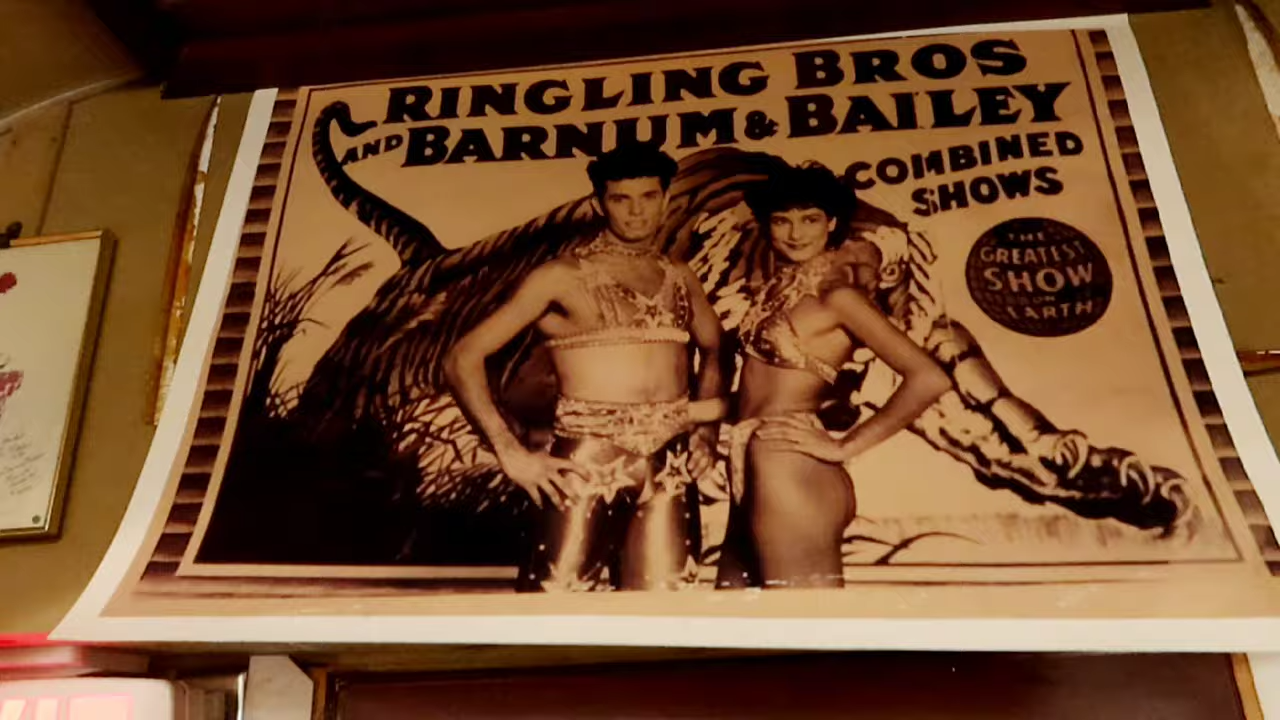 RINGLING BROS
AND BARNUM & BAILEY
COMBINED
SHOWS
THE
GREATEST
SHOW
ON
EARTH